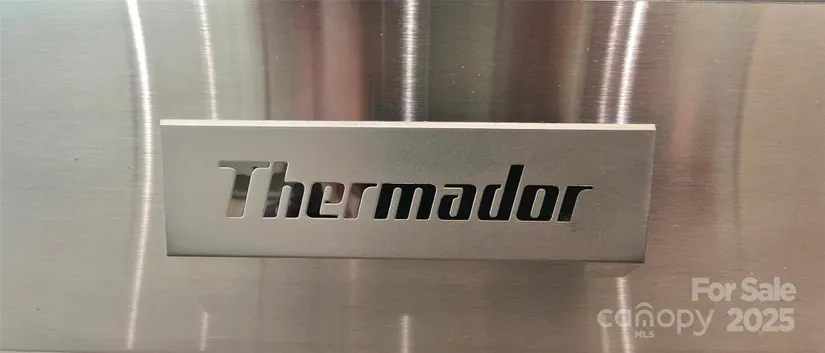 Thermador
For Sale
canopy 2025
MLS